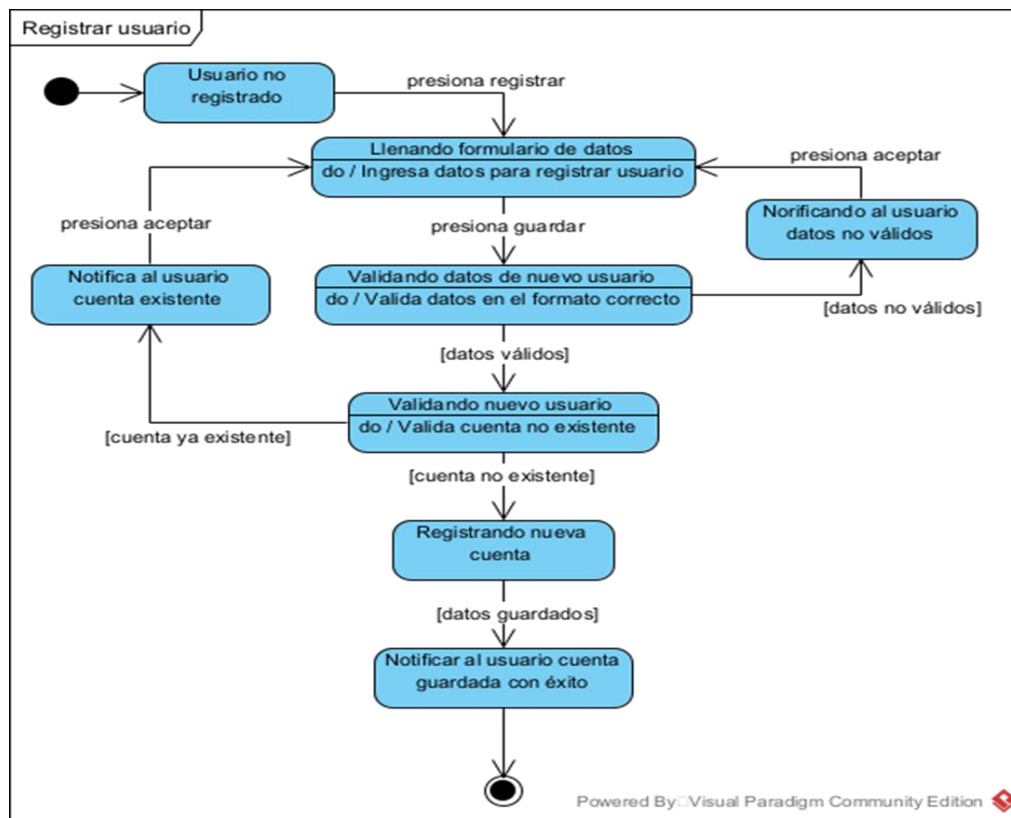 Registrar usuario
Usuario no
registrado
presiona registrar
Llenando formulario de datos
do / Ingresa datos para registrar usuario
presiona aceptar
presiona aceptar
Norificando al usuario
datos no válidos
presiona guardar
Notifica al usuario
cuenta existente
Validando datos de nuevo usuario
do / Valida datos en el formato correcto
[datos no válidos]
[datos válidos]
Validando nuevo usuario
do / Valida cuenta no existente
[cuenta ya existente]
[cuenta no existente]
Registrando nueva
cuenta
[datos guardados]
Notificar al usuario cuenta
guardada con éxito
Powered By Visual Paradigm Community Edition